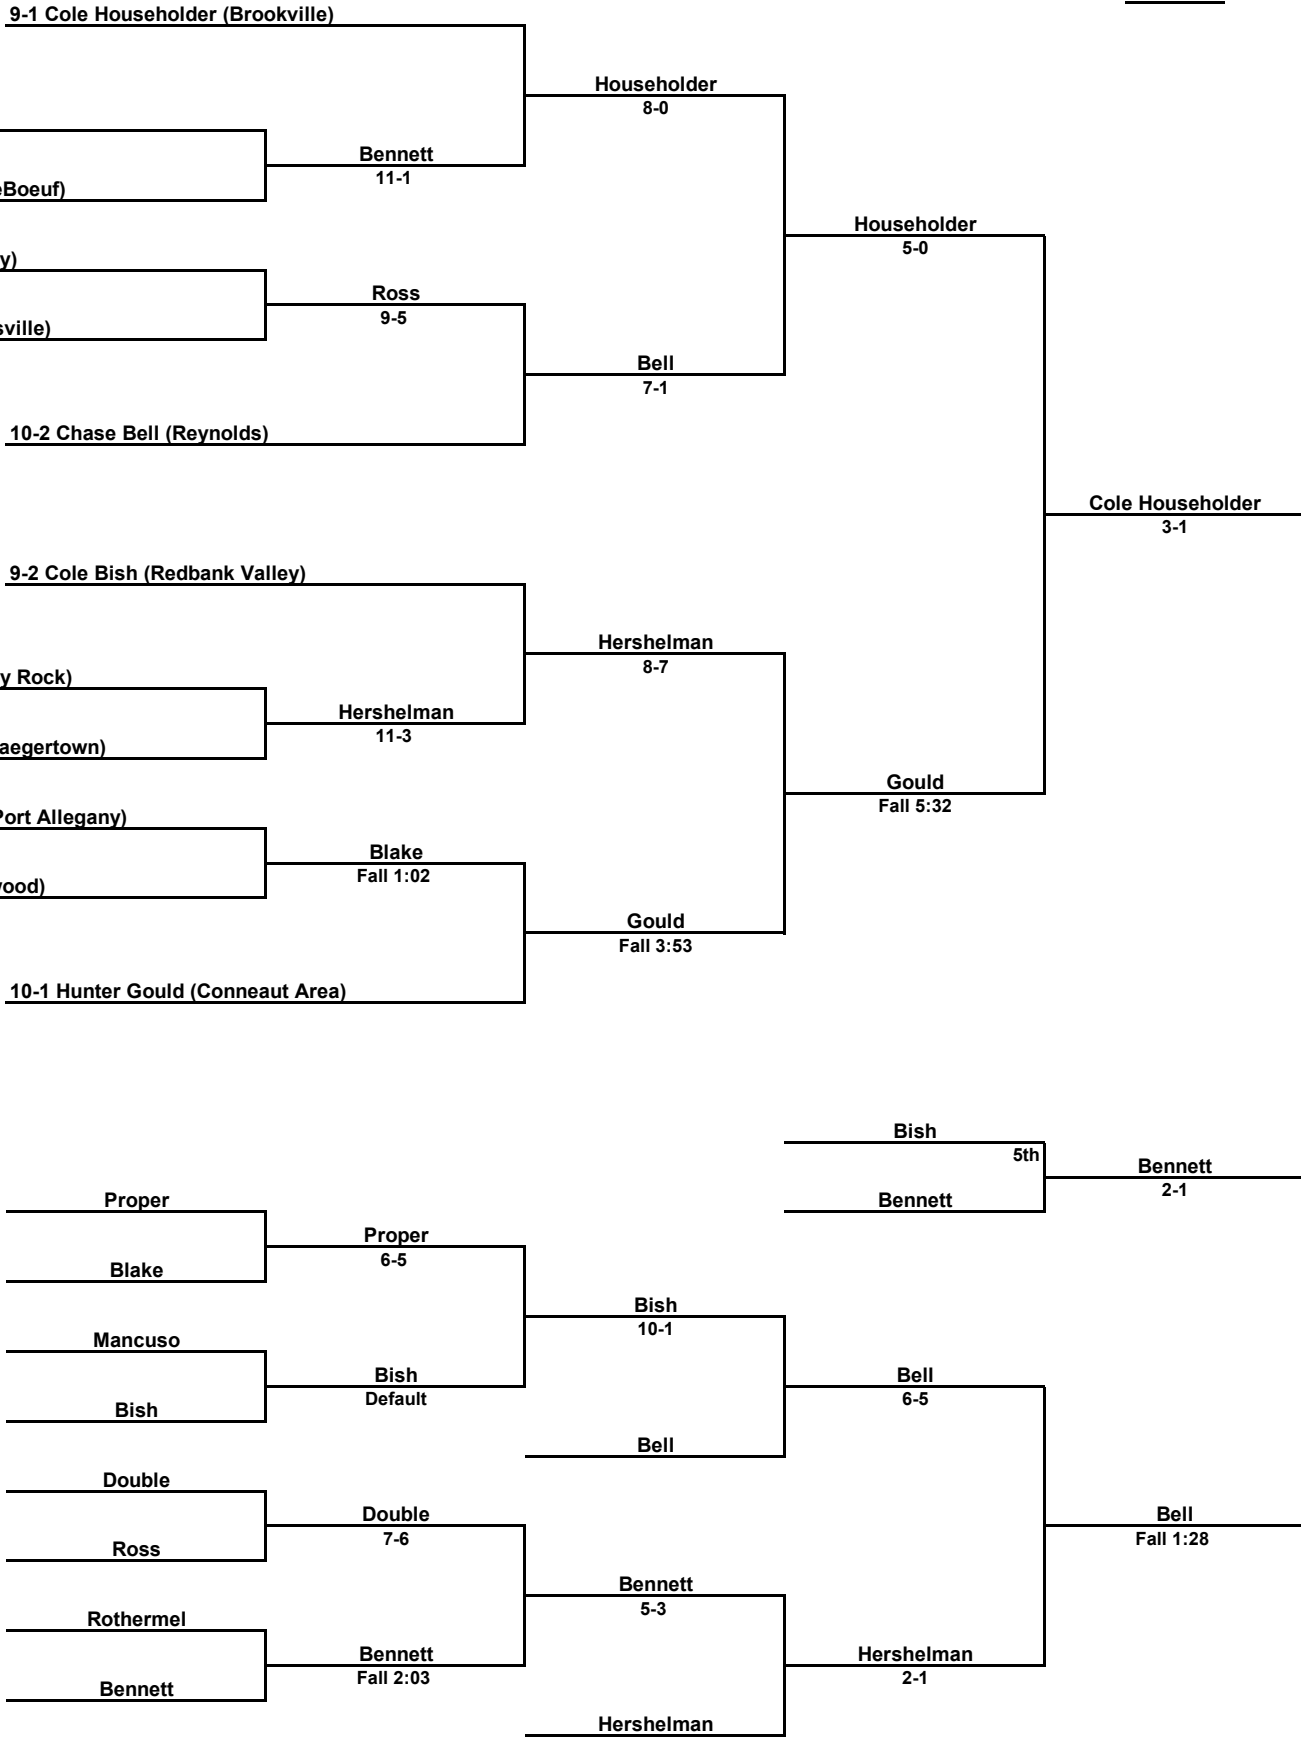 9-1 Cole Householder (Brookville)
Householder
8-0
Bennett
11-1
eBoeuf)
Householder
5-0
y)
Ross
9-5
sville)
Bell
7-1
10-2 Chase Bell (Reynolds)
Cole Householder
3-1
9-2 Cole Bish (Redbank Valley)
Hershelman
8-7
y Rock)
Hershelman
11-3
aegertown)
Gould
Fall 5:32
Port Allegany)
Blake
Fall 1:02
wood)
Gould
Fall 3:53
10-1 Hunter Gould (Conneaut Area)
Bish
5th
Bennett
2-1
Bennett
Proper
Proper
6-5
Blake
Bish
10-1
Mancuso
Bish
Default
Bish
Bell
6-5
Bell
Double
Double
7-6
Ross
Bell
Fall 1:28
Bennett
5-3
Rothermel
Bennett
Fall 2:03
Bennett
Hershelman
2-1
Hershelman